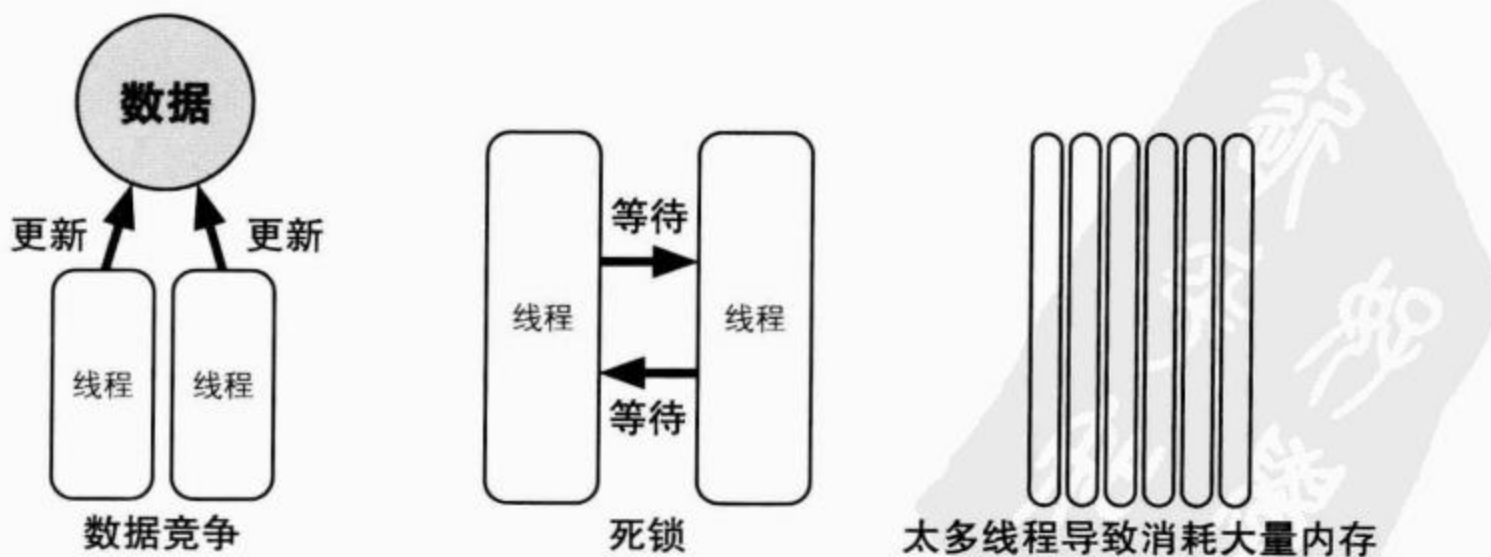 数据
更新 更新
线程 线程
数据竞争
等待
线程 线程
等待
死锁
太多线程导致消耗大量内存